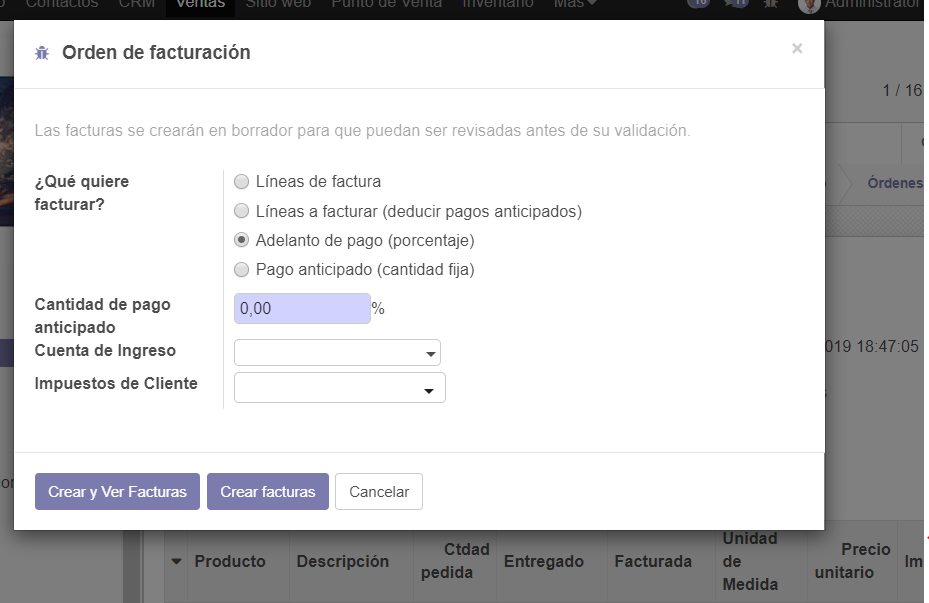 Contactos CRM Ventas Sitio web Punto de Venta Inventario Más 16 11 Administrator
Orden de facturación ×
1 / 16
Las facturas se crearán en borrador para que puedan ser revisadas antes de su validación.
¿Qué quiere
facturar?
Líneas de factura
Líneas a facturar (deducir pagos anticipados)
Adelanto de pago (porcentaje)
Pago anticipado (cantidad fija)
Órdenes
Cantidad de pago
anticipado
0,00 %
Cuenta de Ingreso
019 18:47:05
Impuestos de Cliente
Crear y Ver Facturas Crear facturas Cancelar
Producto Descripción
Ctdad
pedida
Entregado Facturada
Unidad
de
Medida
Precio
unitario
Im